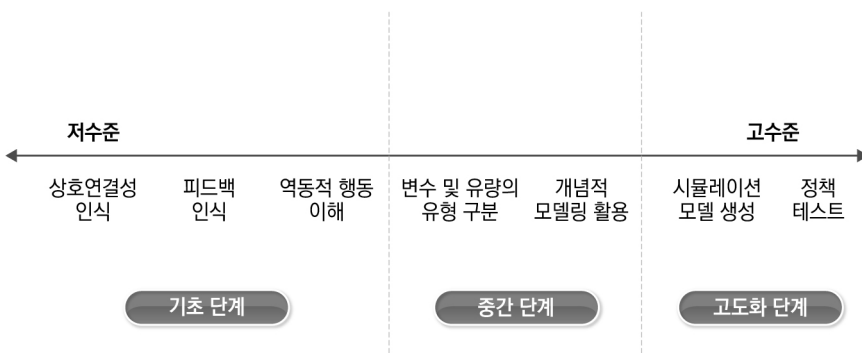 저수준
고수준
상호연결성
인식
피드백
인식
역동적 행동
이해
변수 및 유량의
유형 구분
개념적
모델링 활용
시뮬레이션
모델 생성
정책
테스트
기초 단계
중간 단계
고도화 단계